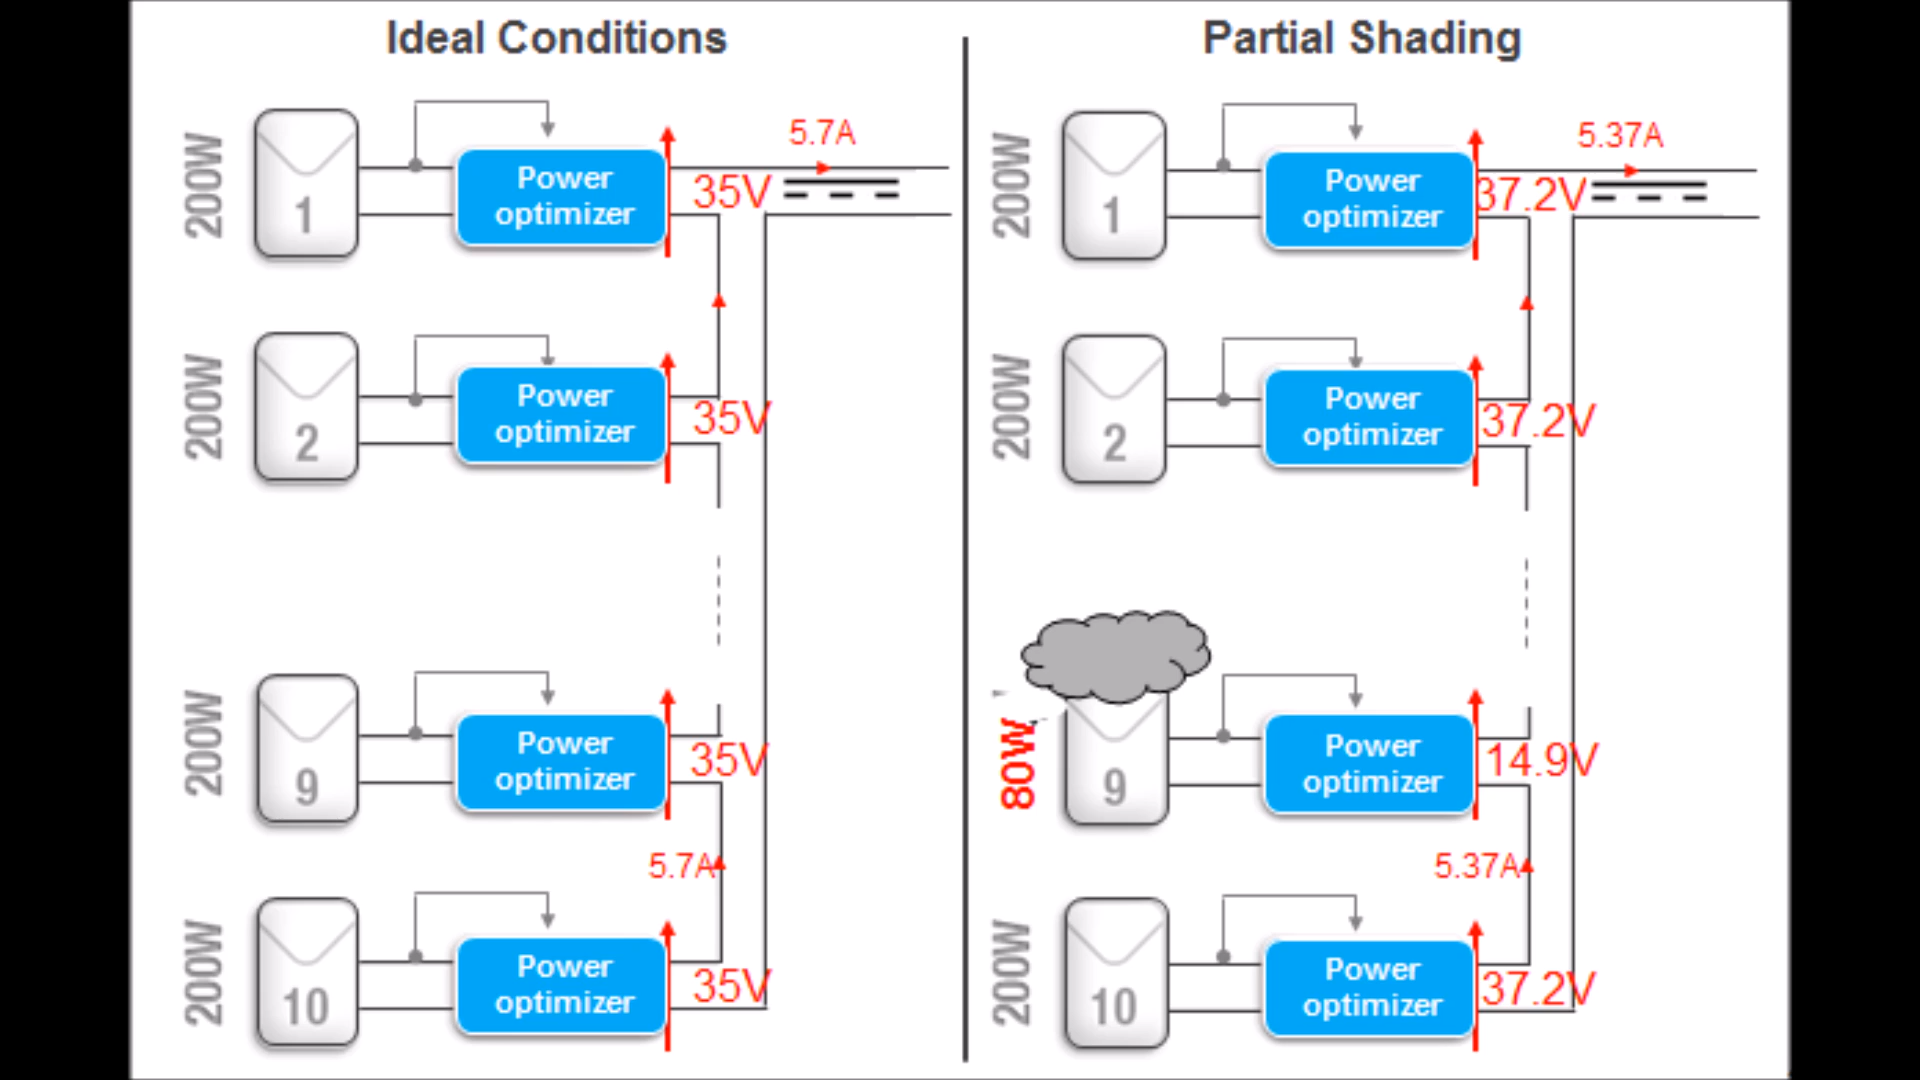 Ideal Conditions
200W
1
Power
optimizer
35V
5.7A
200W
2
Power
optimizer
35V
200W
9
Power
optimizer
35V
5.7A
200W
10
Power
optimizer
35V
Partial Shading
200W
1
Power
optimizer
37.2V
5.37A
200W
2
Power
optimizer
37.2V
80W
9
Power
optimizer
14.9V
5.37A
200W
10
Power
optimizer
37.2V